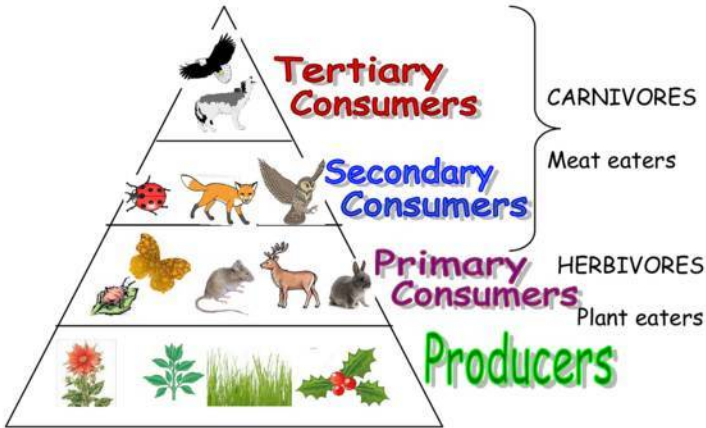 Tertiary
Consumers
CARNIVORES
Meat eaters
Secondary
Consumers
Primary
Consumers
HERBIVORES
Plant eaters
Producers